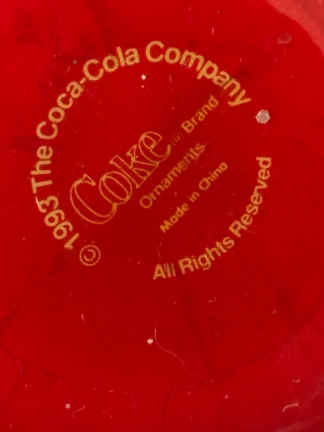 © 1993 The Coca-Cola Company
Coke Brand
Ornaments
Made in China
All Rights Reserved